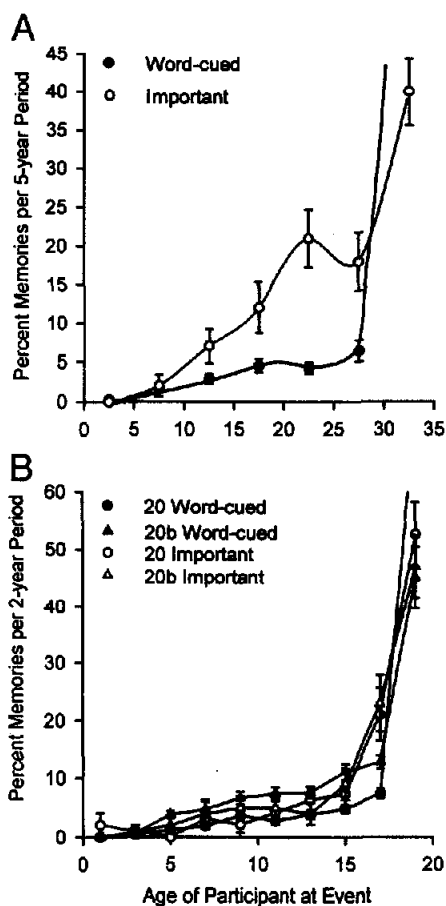 A
Percent Memories per 5-year Period
45
40
35
30
25
20
15
10
5
0
Word-cued
Important
0 5 10 15 20 25 30 35
B
Percent Memories per 2-year Period
60
50
40
30
20
10
0
20 Word-cued
20b Word-cued
20 Important
20b Important
0 5 10 15 20
Age of Participant at Event